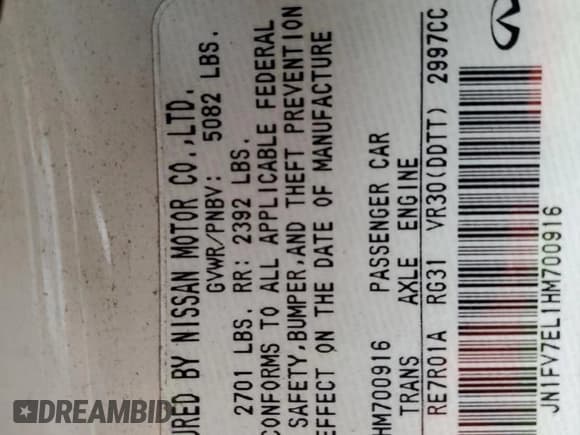 URED BY NISSAN MOTOR CO.,LTD.
GVWR/PNBV: 5082 LBS.
2701 LBS. RR: 2392 LBS.
CONFORMS TO ALL APPLICABLE FEDERAL
SAFETY,BUMPER,AND THEFT PREVENTION
EFFECT ON THE DATE OF MANUFACTURE
HM700916 PASSENGER CAR
TRANS AXLE ENGINE
RE7R01A RG31 VR30(DDTT) 2997CC
JN1FV7EL1HM700916
DREAMBID